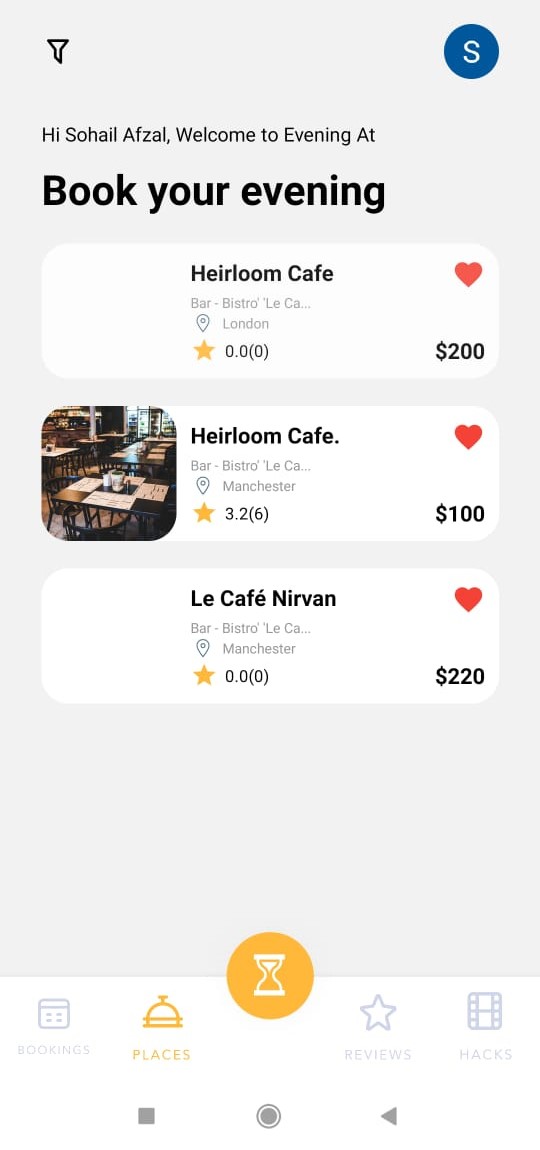 S
Hi Sohail Afzal, Welcome to Evening At
Book your evening
Heirloom Cafe
Bar - Bistro' 'Le Ca...
London
0.0(0)
$200
Heirloom Cafe.
Bar - Bistro' 'Le Ca...
Manchester
3.2(6)
$100
Le Café Nirvan
Bar - Bistro' 'Le Ca...
Manchester
0.0(0)
$220
BOOKINGS
PLACES
REVIEWS
HACKS